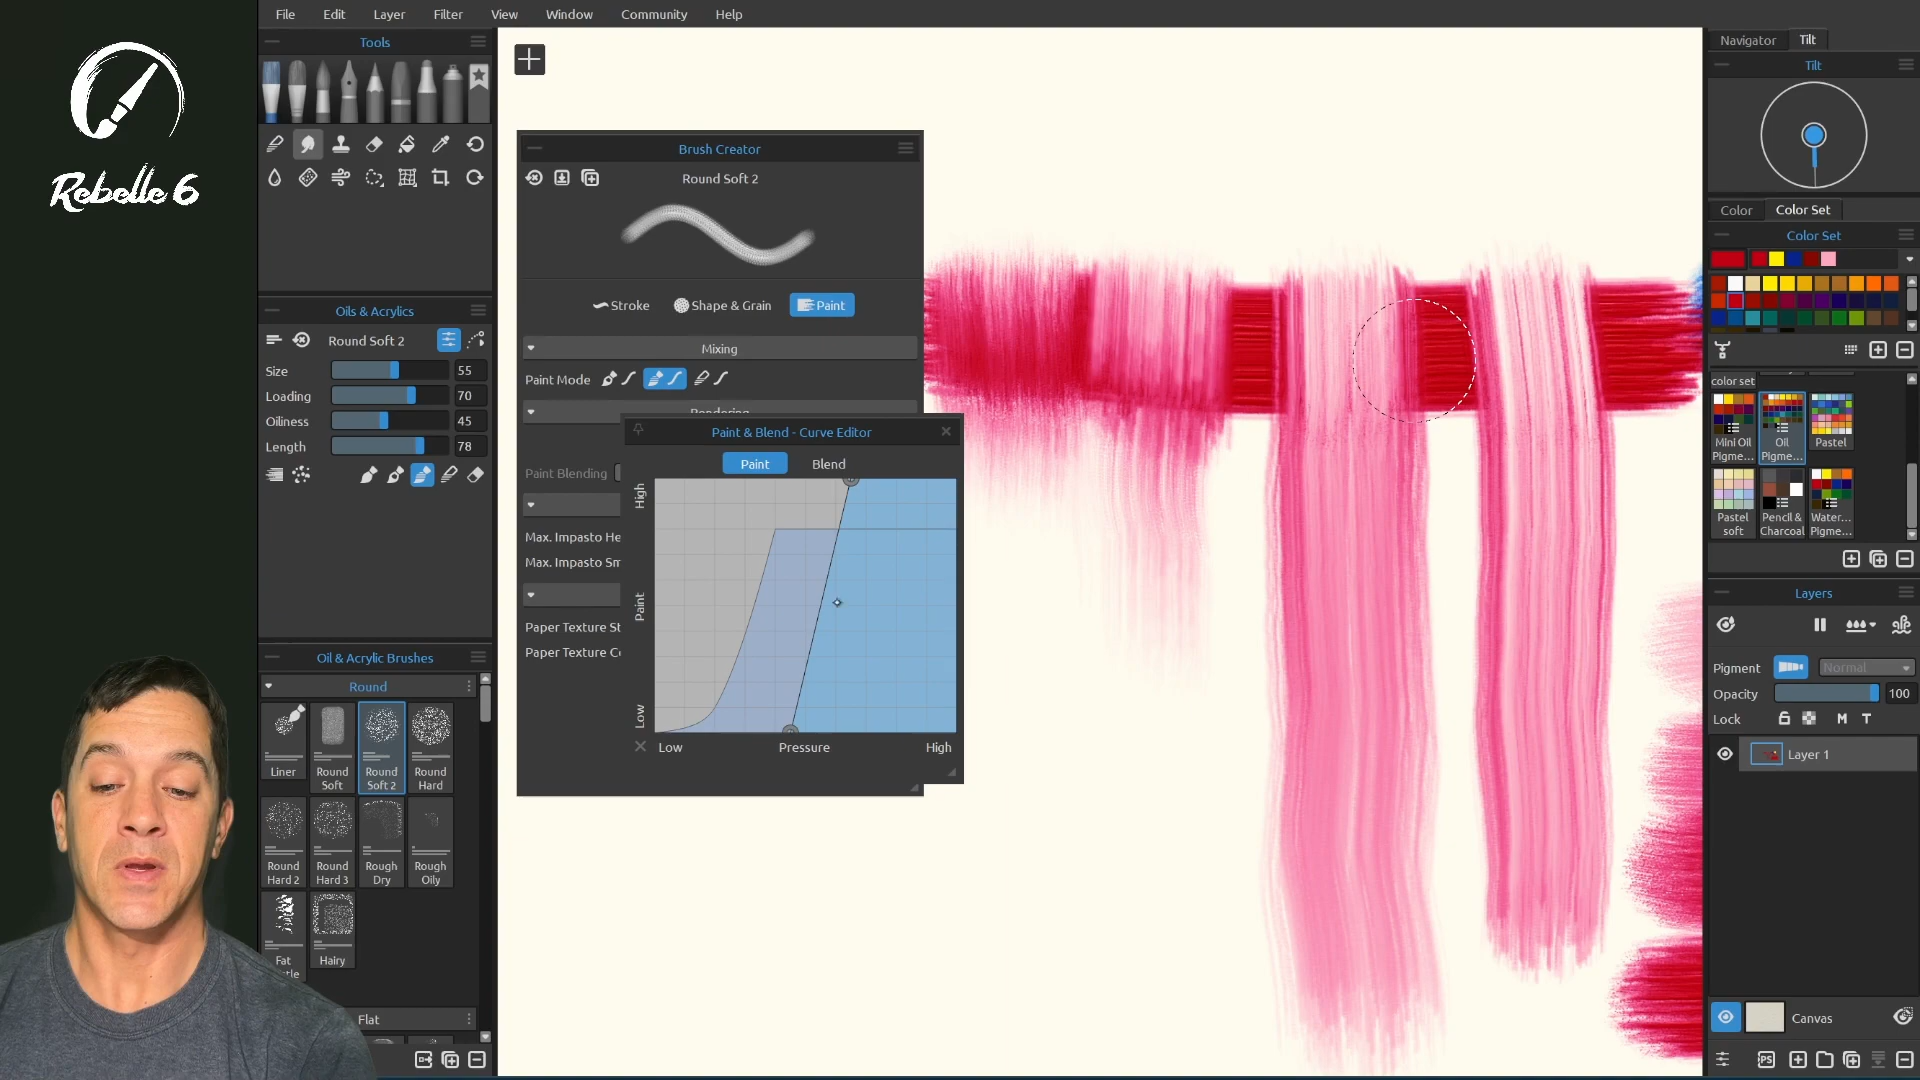 Rebelle 6
File Edit Layer Filter View Window Community Help
Tools
Oils & Acrylics
Round Soft 2
Size 55
Loading 70
Oiliness 45
Length 78
Oil & Acrylic Brushes
Round
Liner
Round Soft
Round Soft 2
Round Hard
Round Hard 2
Round Hard 3
Rough Dry
Rough Oily
Fat
Hairy
Flat
Brush Creator
Round Soft 2
Stroke Shape & Grain Paint
Mixing
Paint Mode
Paint Blending
Max. Impasto He
Max. Impasto Sm
Paper Texture St
Paper Texture Co
Paint & Blend - Curve Editor
Paint Blend
High
Paint
Low
Low Pressure High
Navigator Tilt
Tilt
Color Color Set
Color Set
color set
Mini Oil Pigme...
Oil Pigme...
Pastel
Pastel soft
Pencil & Charcoal
Water... Pigme...
Layers
Pigment Normal
Opacity 100
Lock M T
Layer 1
Canvas
PS